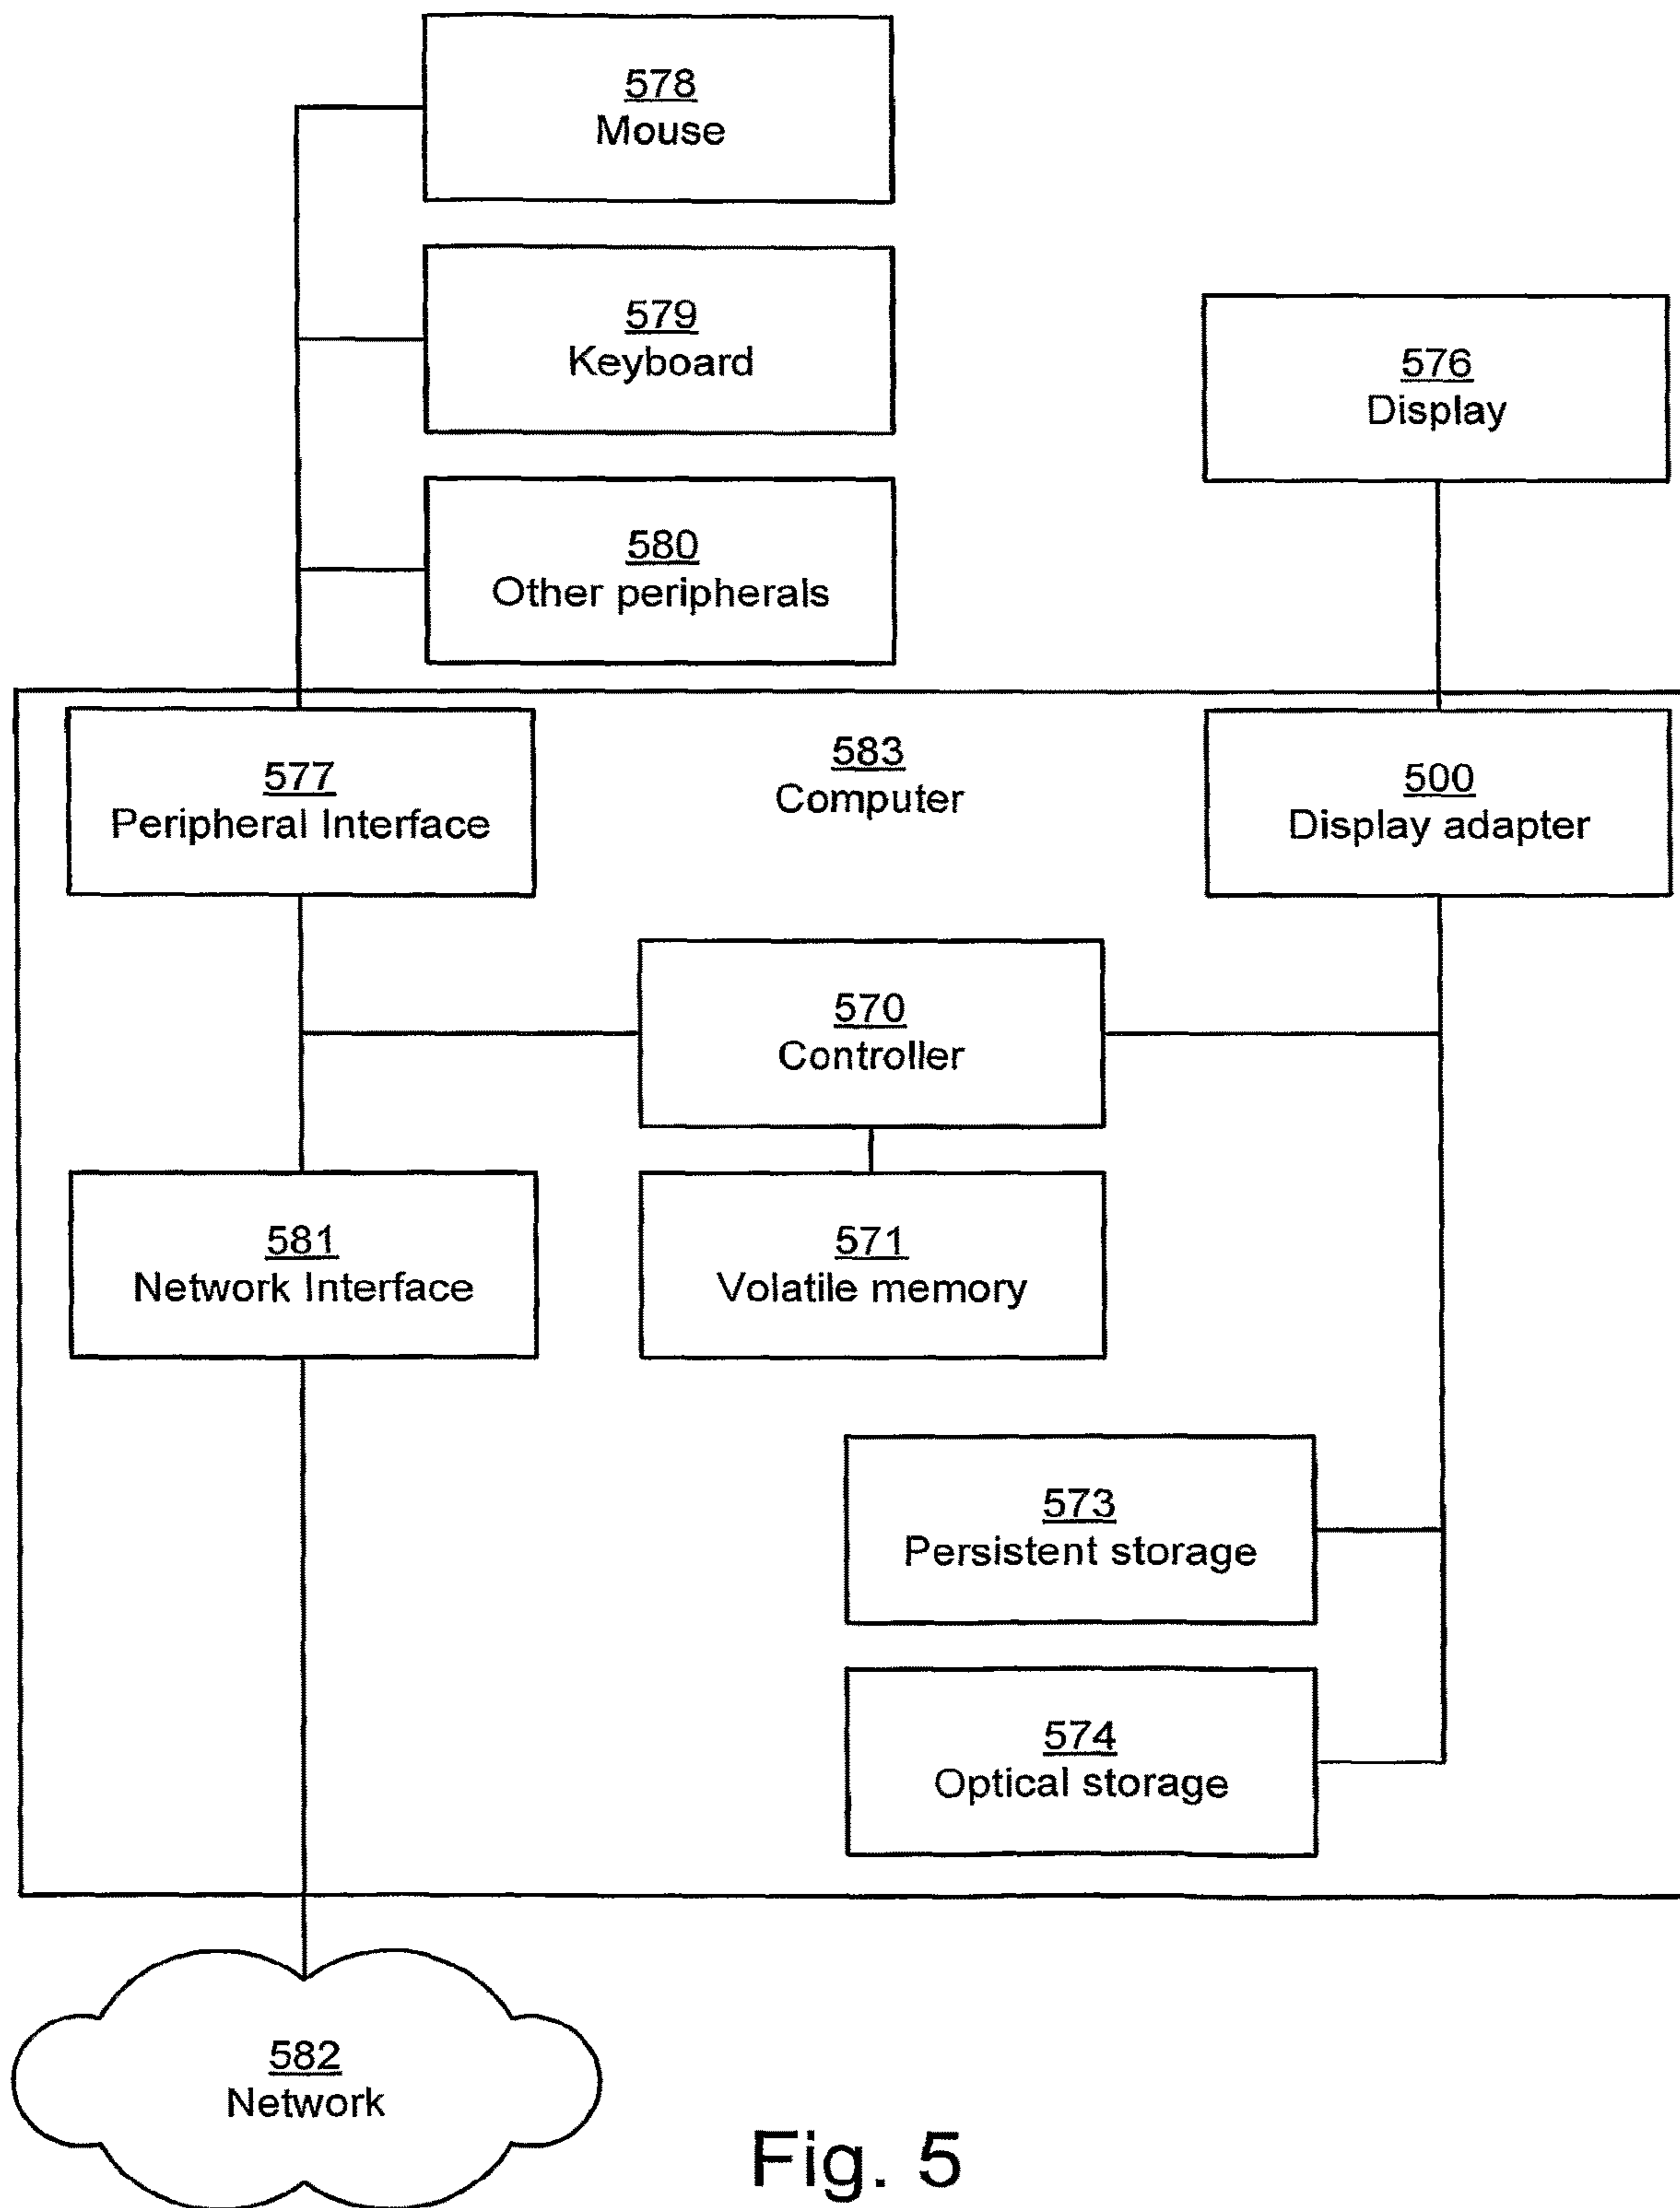 578
Mouse
579
Keyboard
576
Display
580
Other peripherals
577
Peripheral Interface
583
Computer
500
Display adapter
570
Controller
581
Network Interface
571
Volatile memory
573
Persistent storage
574
Optical storage
582
Network
Fig. 5